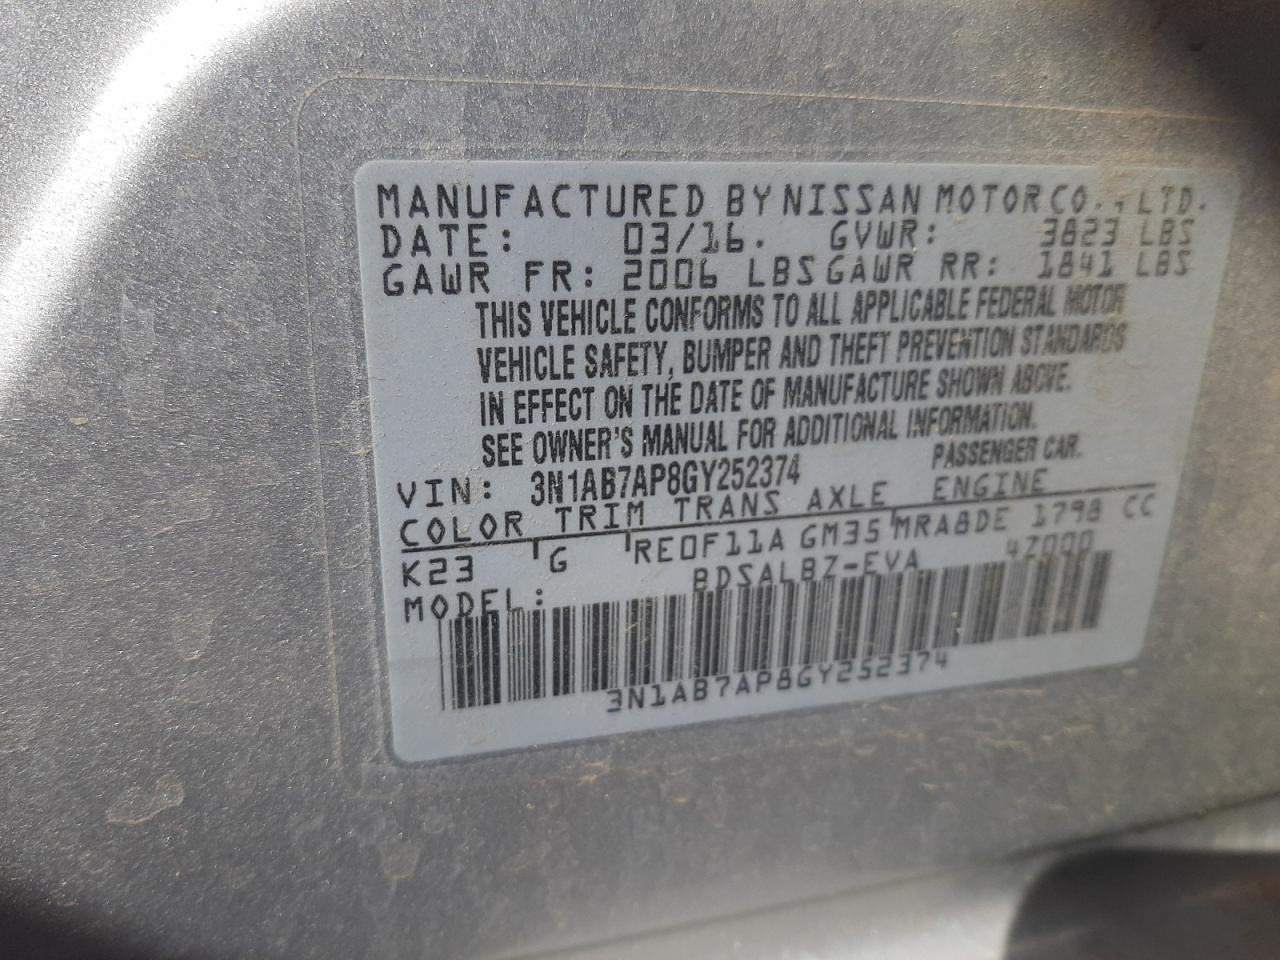 MANUFACTURED BY NISSAN MOTOR CO., LTD.
DATE: 03/16. GVWR: 3823 LBS
GAWR FR: 2006 LBS GAWR RR: 1841 LBS
THIS VEHICLE CONFORMS TO ALL APPLICABLE FEDERAL MOTOR
VEHICLE SAFETY, BUMPER AND THEFT PREVENTION STANDARDS
IN EFFECT ON THE DATE OF MANUFACTURE SHOWN ABOVE.
SEE OWNER'S MANUAL FOR ADDITIONAL INFORMATION.
VIN: 3N1AB7AP8GY252374 PASSENGER CAR.
COLOR TRIM TRANS AXLE ENGINE
K23 G RE0F11A GM35 MRA8DE 1798 CC
MODEL: BDSALBZ-EVA 4Z000
3N1AB7AP8GY252374